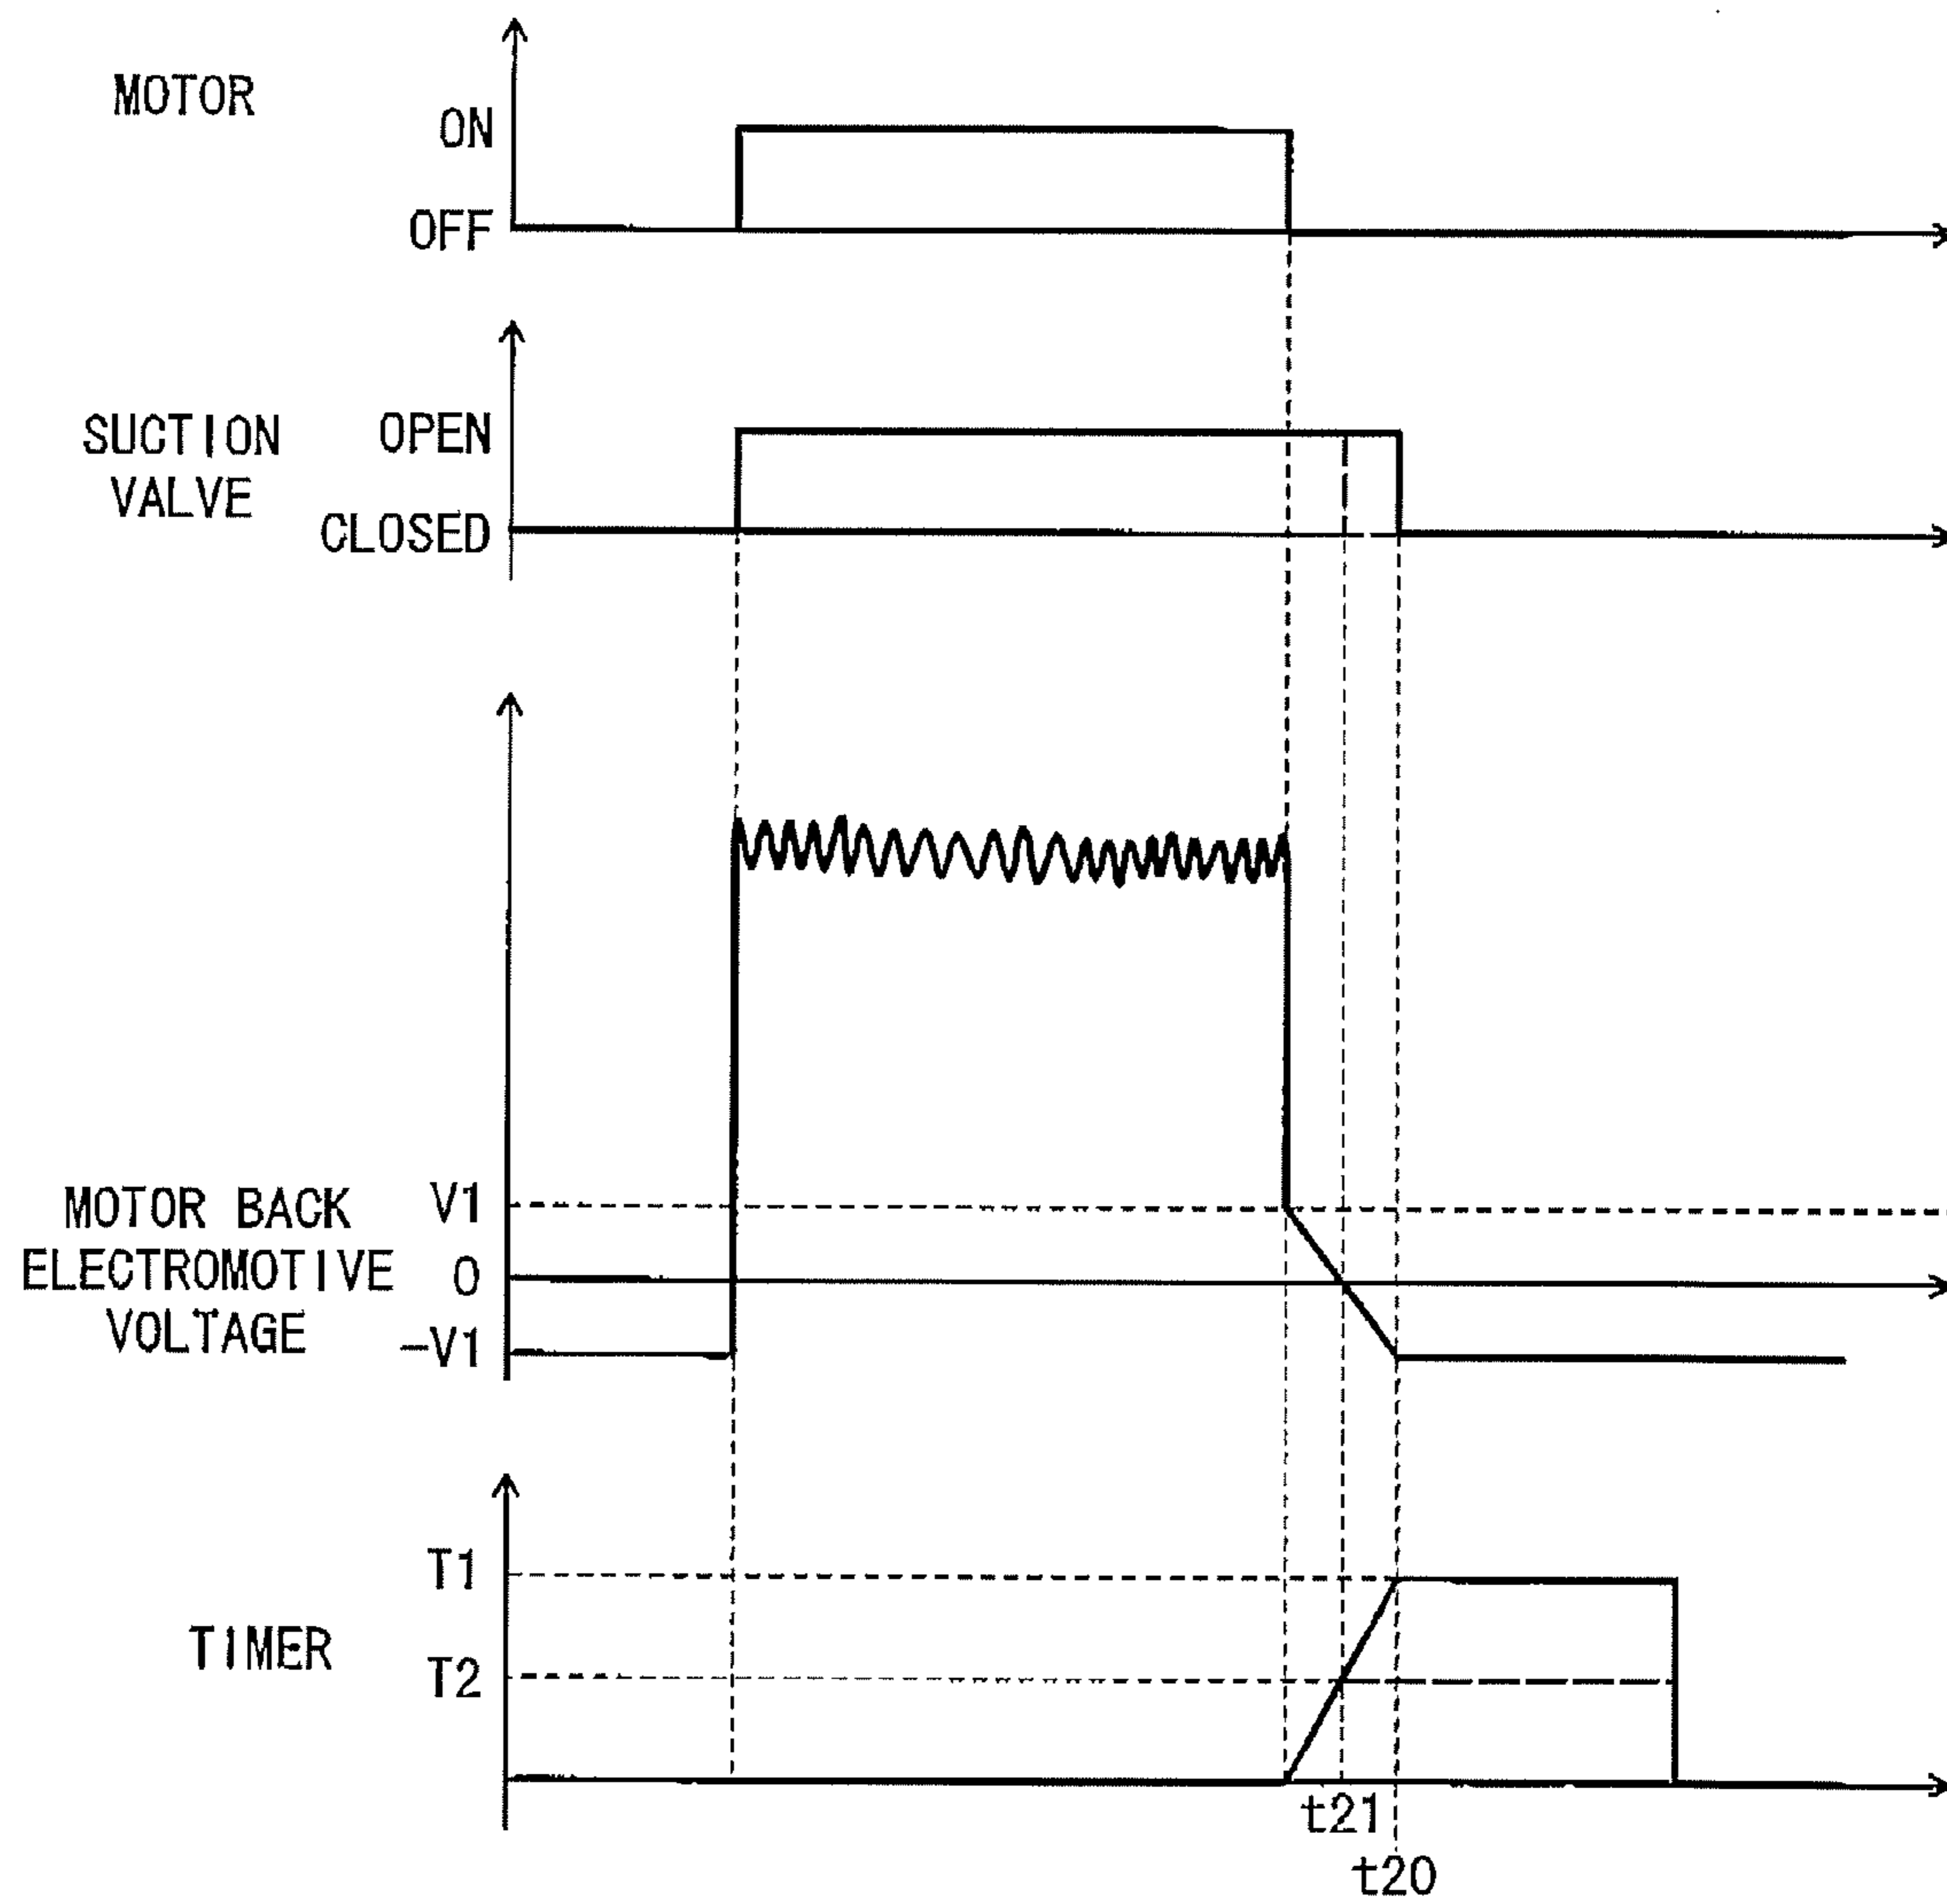 MOTOR
ON
OFF
SUCTION
VALVE
OPEN
CLOSED
MOTOR BACK
ELECTROMOTIVE
VOLTAGE
V1
0
-V1
TIMER
T1
T2
t21
t20